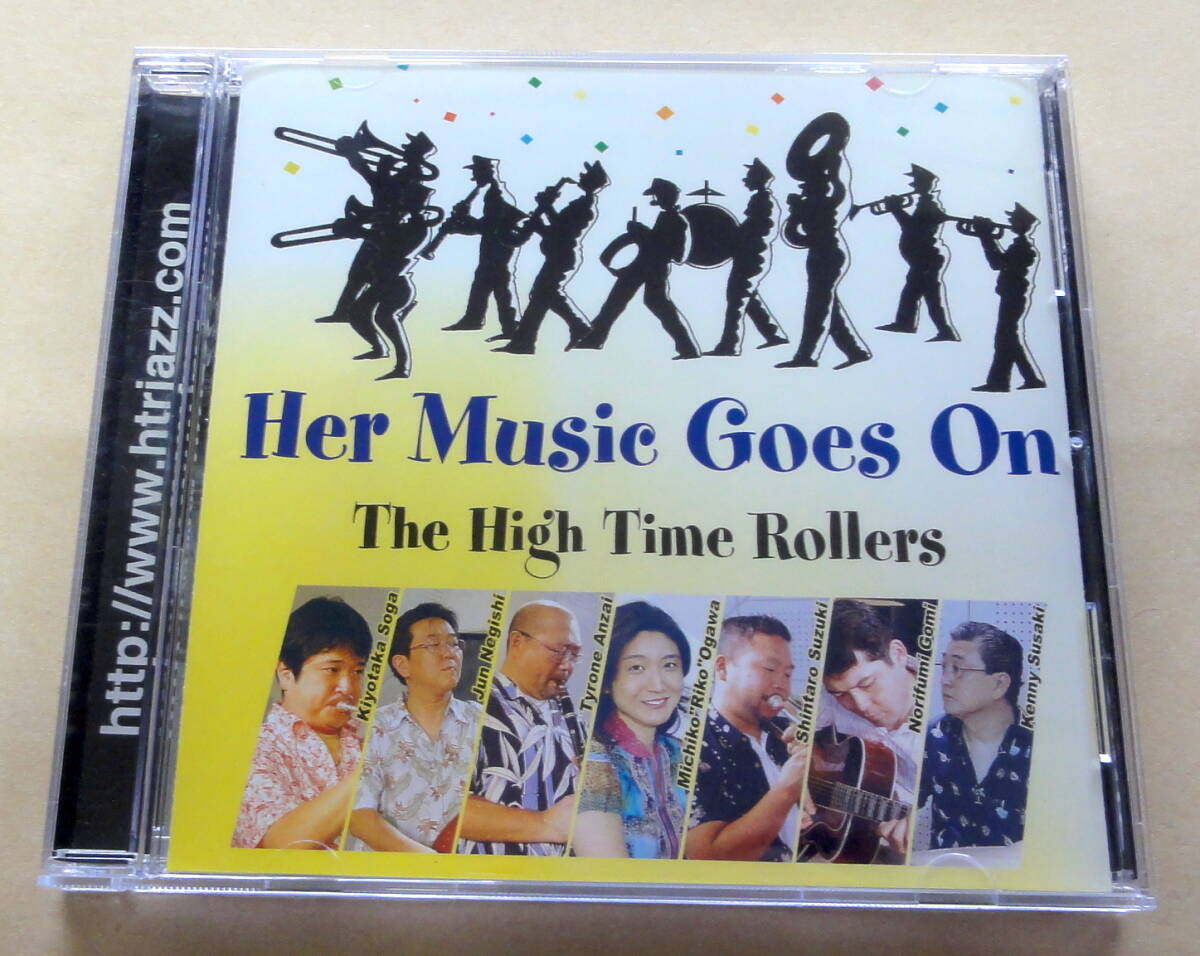 http://www.htrjazz.com
Her Music Goes On
The High Time Rollers
Kiyotaka Soga
Jun Negishi
Tyrone Anzai
Michiko"Riko"Ogawa
Shintaro Suzuki
Norifumi Gomi
Kenny Susaki